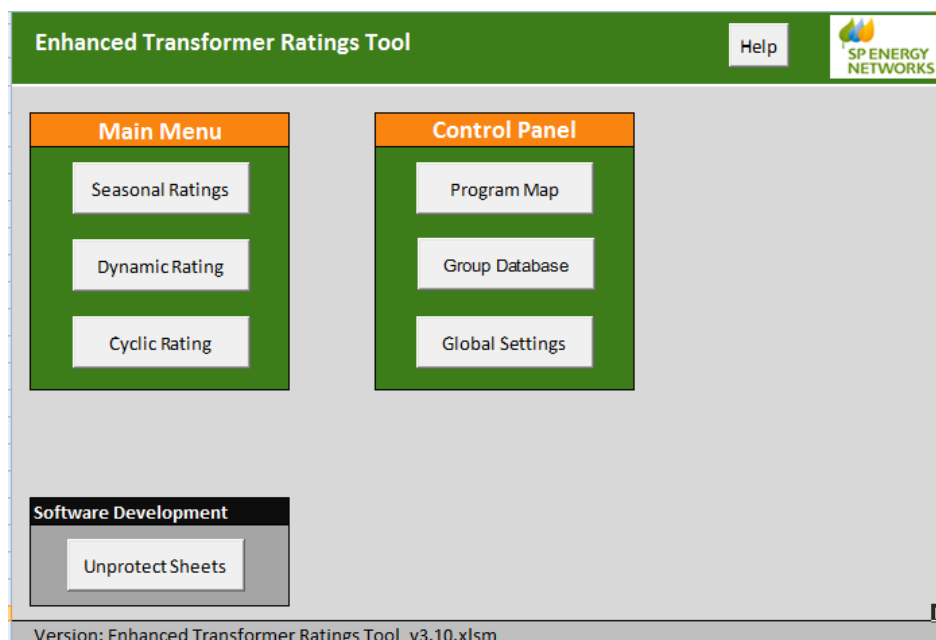 Enhanced Transformer Ratings Tool
Help
SP ENERGY
NETWORKS
Main Menu
Seasonal Ratings
Dynamic Rating
Cyclic Rating
Control Panel
Program Map
Group Database
Global Settings
Software Development
Unprotect Sheets
Version: Enhanced Transformer Ratings Tool_v3.10.xlsm